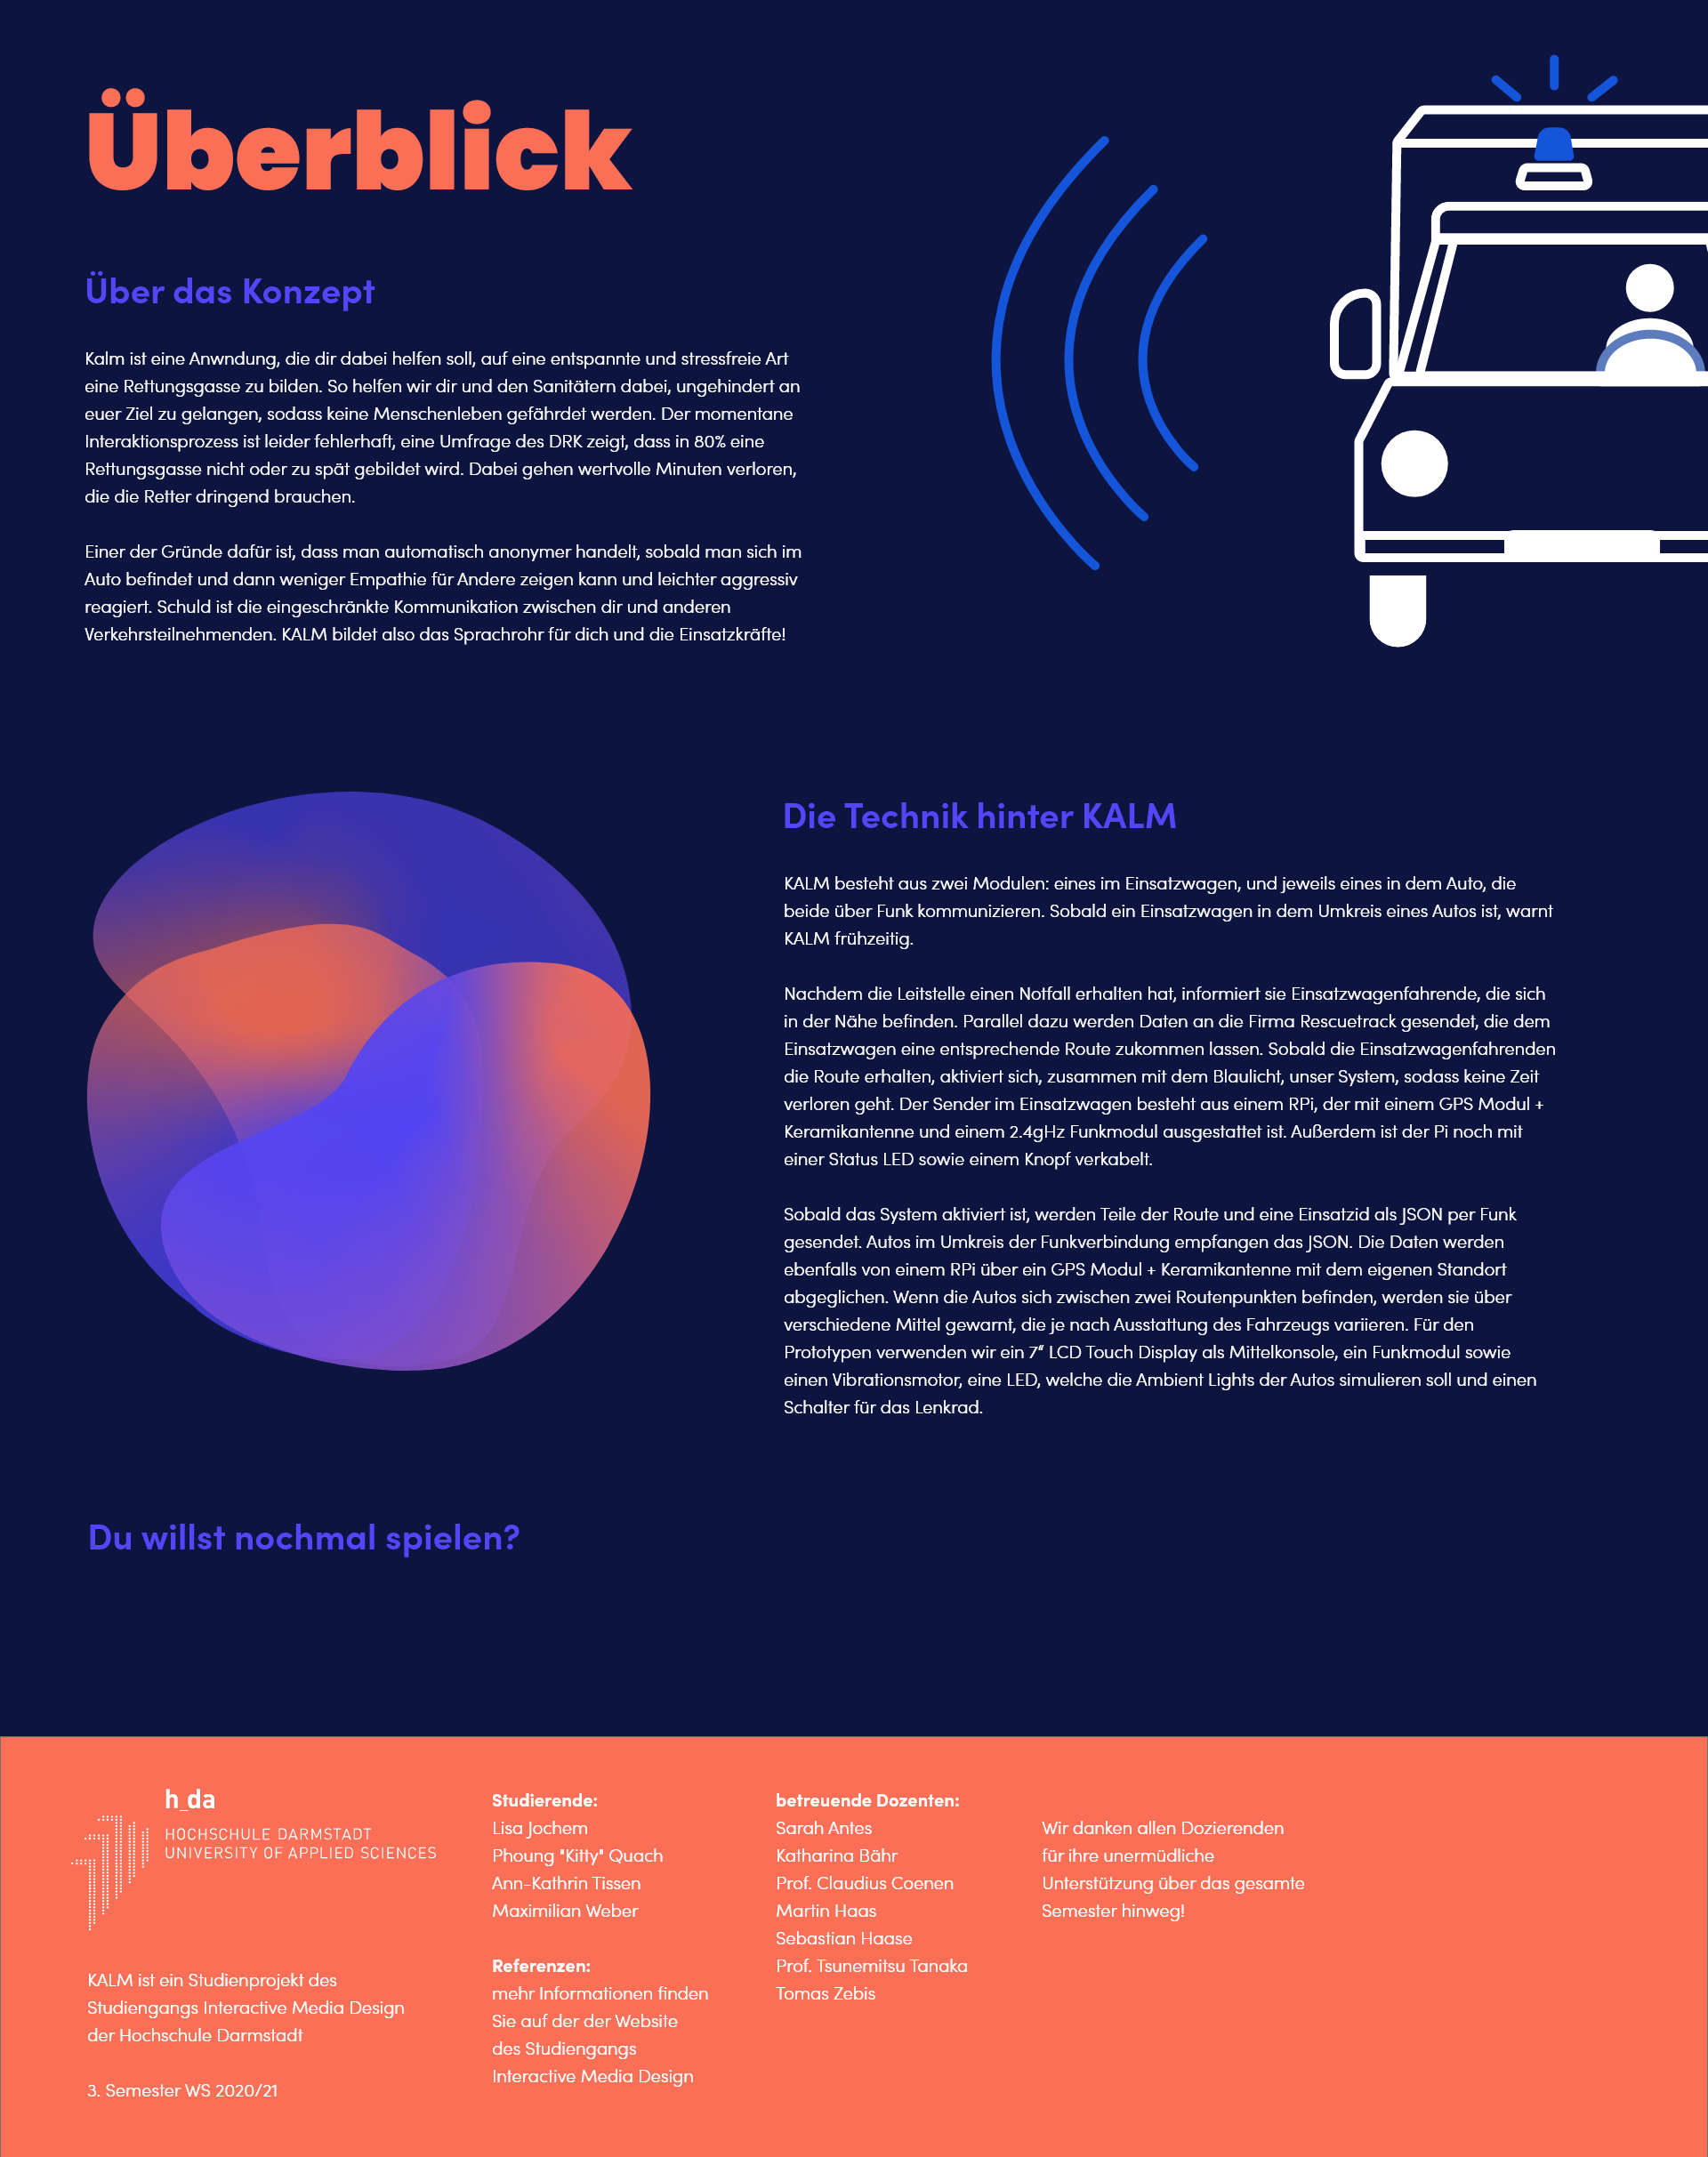 Überblick
Über das Konzept
Kalm ist eine Anwndung, die dir dabei helfen soll, auf eine entspannte und stressfreie Art
eine Rettungsgasse zu bilden. So helfen wir dir und den Sanitätern dabei, ungehindert an
euer Ziel zu gelangen, sodass keine Menschenleben gefährdet werden. Der momentane
Interaktionsprozess ist leider fehlerhaft, eine Umfrage des DRK zeigt, dass in 80% eine
Rettungsgasse nicht oder zu spät gebildet wird. Dabei gehen wertvolle Minuten verloren,
die die Retter dringend brauchen.
Einer der Gründe dafür ist, dass man automatisch anonymer handelt, sobald man sich im
Auto befindet und dann weniger Empathie für Andere zeigen kann und leichter aggressiv
reagiert. Schuld ist die eingeschränkte Kommunikation zwischen dir und anderen
Verkehrsteilnehmenden. KALM bildet also das Sprachrohr für dich und die Einsatzkräfte!
Die Technik hinter KALM
KALM besteht aus zwei Modulen: eines im Einsatzwagen, und jeweils eines in dem Auto, die
beide über Funk kommunizieren. Sobald ein Einsatzwagen in dem Umkreis eines Autos ist, warnt
KALM frühzeitig.
Nachdem die Leitstelle einen Notfall erhalten hat, informiert sie Einsatzwagenfahrende, die sich
in der Nähe befinden. Parallel dazu werden Daten an die Firma Rescuetrack gesendet, die dem
Einsatzwagen eine entsprechende Route zukommen lassen. Sobald die Einsatzwagenfahrenden
die Route erhalten, aktiviert sich, zusammen mit dem Blaulicht, unser System, sodass keine Zeit
verloren geht. Der Sender im Einsatzwagen besteht aus einem RPi, der mit einem GPS Modul +
Keramikantenne und einem 2.4gHz Funkmodul ausgestattet ist. Außerdem ist der Pi noch mit
einer Status LED sowie einem Knopf verkabelt.
Sobald das System aktiviert ist, werden Teile der Route und eine Einsatzid als JSON per Funk
gesendet. Autos im Umkreis der Funkverbindung empfangen das JSON. Die Daten werden
ebenfalls von einem RPi über ein GPS Modul + Keramikantenne mit dem eigenen Standort
abgeglichen. Wenn die Autos sich zwischen zwei Routenpunkten befinden, werden sie über
verschiedene Mittel gewarnt, die je nach Ausstattung des Fahrzeugs variieren. Für den
Prototypen verwenden wir ein 7“ LCD Touch Display als Mittelkonsole, ein Funkmodul sowie
einen Vibrationsmotor, eine LED, welche die Ambient Lights der Autos simulieren soll und einen
Schalter für das Lenkrad.
Du willst nochmal spielen?
h_da
HOCHSCHULE DARMSTADT
UNIVERSITY OF APPLIED SCIENCES
KALM ist ein Studienprojekt des
Studiengangs Interactive Media Design
der Hochschule Darmstadt
3. Semester WS 2020/21
Studierende:
Lisa Jochem
Phoung "Kitty" Quach
Ann-Kathrin Tissen
Maximilian Weber
Referenzen:
mehr Informationen finden
Sie auf der der Website
des Studiengangs
Interactive Media Design
betreuende Dozenten:
Sarah Antes
Katharina Bähr
Prof. Claudius Coenen
Martin Haas
Sebastian Haase
Prof. Tsunemitsu Tanaka
Tomas Zebis
Wir danken allen Dozierenden
für ihre unermüdliche
Unterstützung über das gesamte
Semester hinweg!